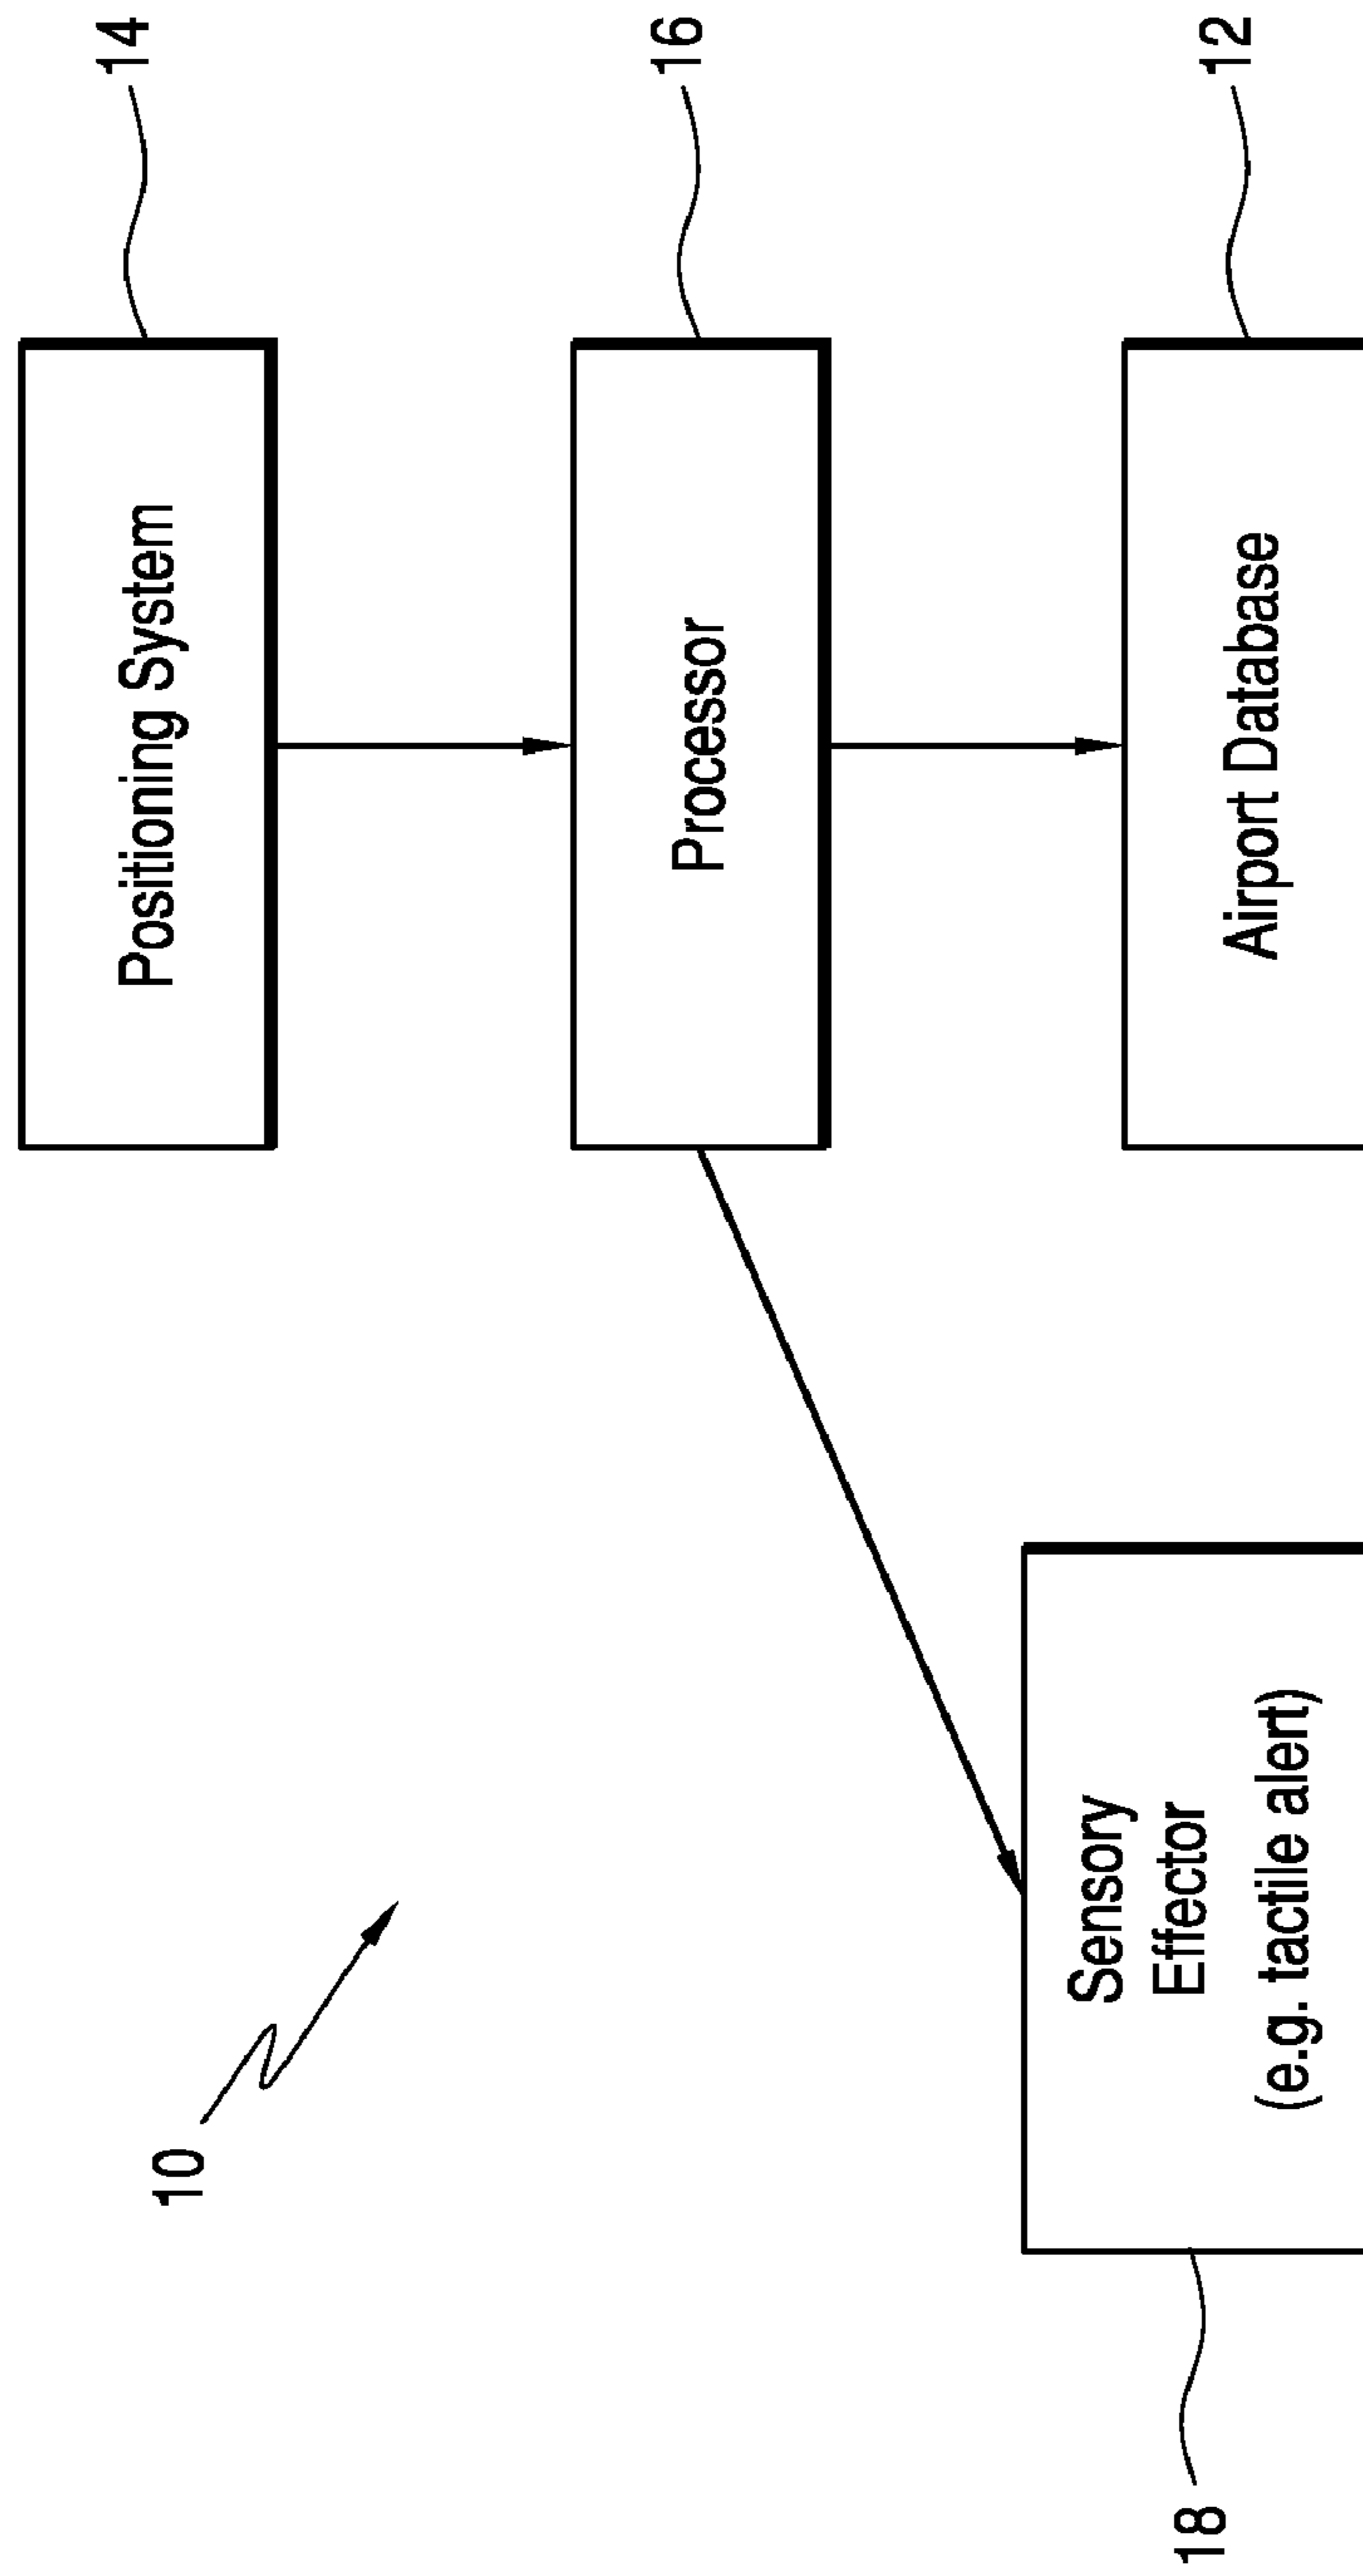 10
Positioning System
14
Processor
16
Airport Database
12
Sensory
Effector
(e.g. tactile alert)
18